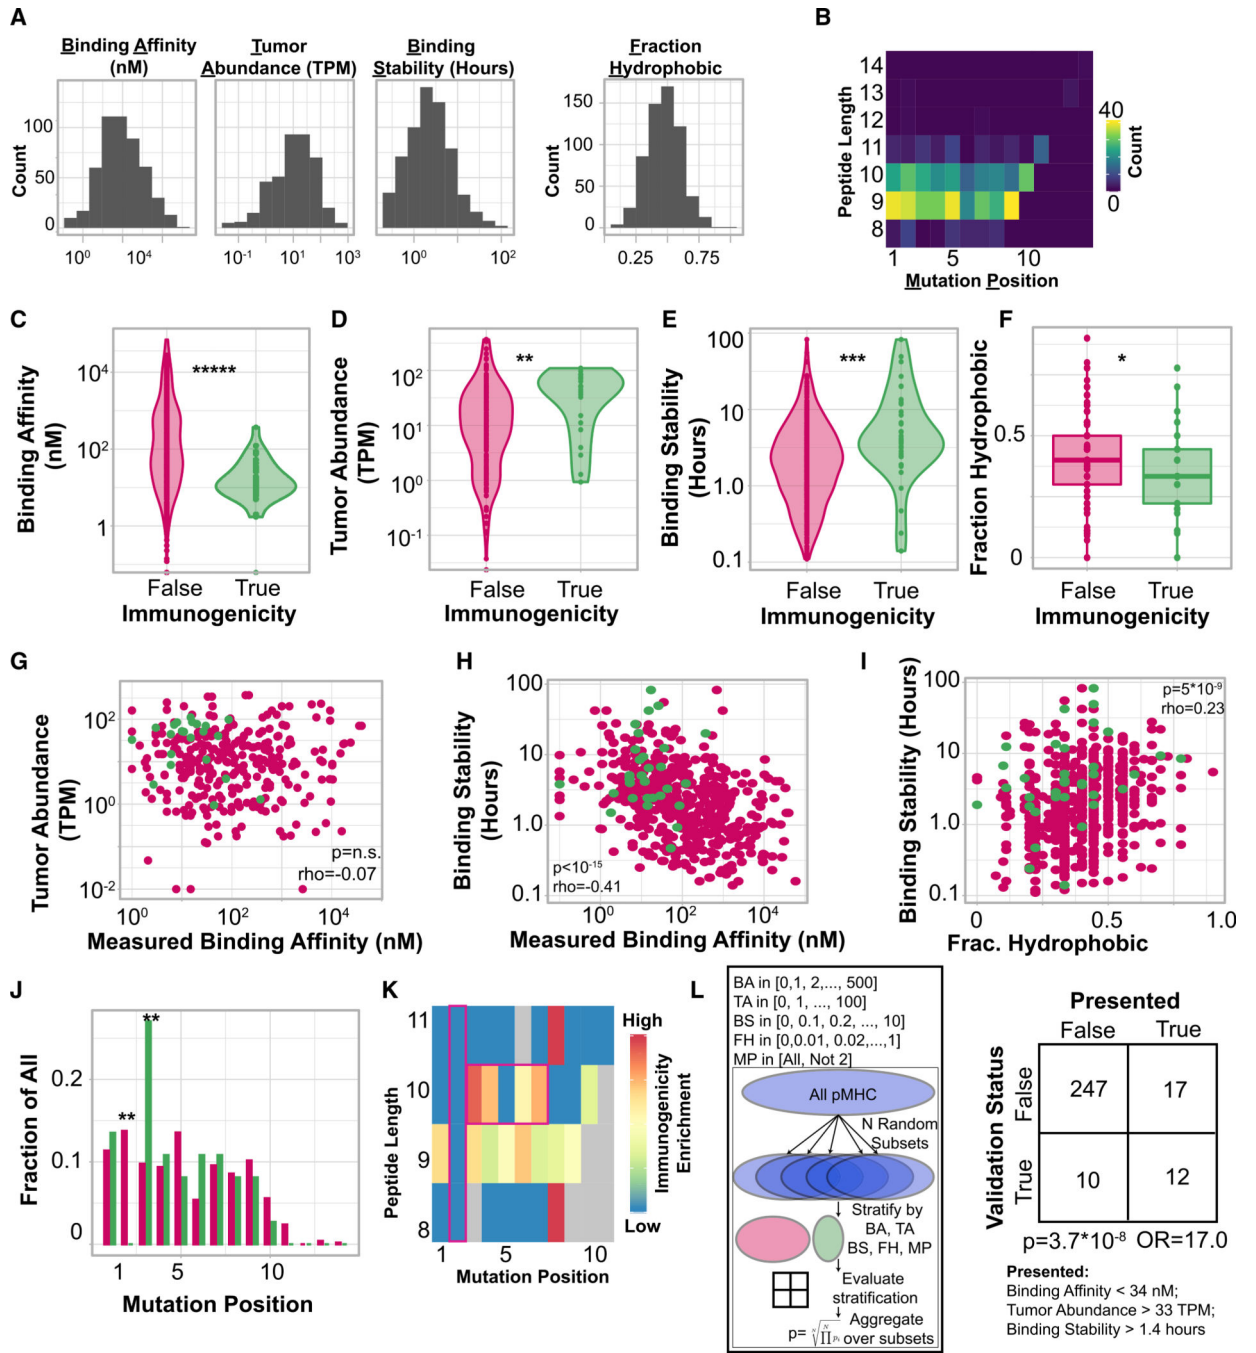 A
Binding Affinity
(nM)
Tumor
Abundance (TPM)
Binding
Stability (Hours)
Fraction
Hydrophobic
Count
100
50
0
10⁰
10⁴
10⁻¹
10¹
10³
10⁰
10²
Count
150
100
50
0
0.25
0.75
B
Peptide Length
14
13
12
11
10
9
8
1
5
10
Mutation Position
40
0
Count
C
Binding Affinity
(nM)
10⁴
10²
1
*****
False
True
Immunogenicity
D
Tumor Abundance
(TPM)
10²
10¹
10⁰
10⁻¹
**
False
True
Immunogenicity
E
Binding Stability
(Hours)
100
10
1.0
0.1
***
False
True
Immunogenicity
F
Fraction Hydrophobic
0.5
0
*
False
True
Immunogenicity
G
Tumor Abundance
(TPM)
10²
10⁰
10⁻²
p=n.s.
rho=-0.07
10⁰
10²
10⁴
Measured Binding Affinity (nM)
H
Binding Stability
(Hours)
100
10
1.0
0.1
p<10⁻¹⁵
rho=-0.41
10⁰
10²
10⁴
Measured Binding Affinity (nM)
I
Binding Stability (Hours)
100
10
1.0
0.1
p=5*10⁻⁹
rho=0.23
0
0.5
1.0
Frac. Hydrophobic
J
Fraction of All
0.2
0.1
0
**
**
1
5
10
Mutation Position
K
Peptide Length
11
10
9
8
1
5
10
Mutation Position
High
Low
Immunogenicity
Enrichment
L
BA in [0,1, 2,..., 500]
TA in [0, 1, ..., 100]
BS in [0, 0.1, 0.2, ..., 10]
FH in [0,0.01, 0.02,...,1]
MP in [All, Not 2]
All pMHC
N Random
Subsets
Stratify by
BA, TA
BS, FH, MP
Evaluate
stratification
p= ᴺ√∏ᴺ pᵢ
Aggregate
over subsets
Presented
False
True
Validation Status
False
True
247
17
10
12
p=3.7*10⁻⁸ OR=17.0
Presented:
Binding Affinity < 34 nM;
Tumor Abundance > 33 TPM;
Binding Stability > 1.4 hours